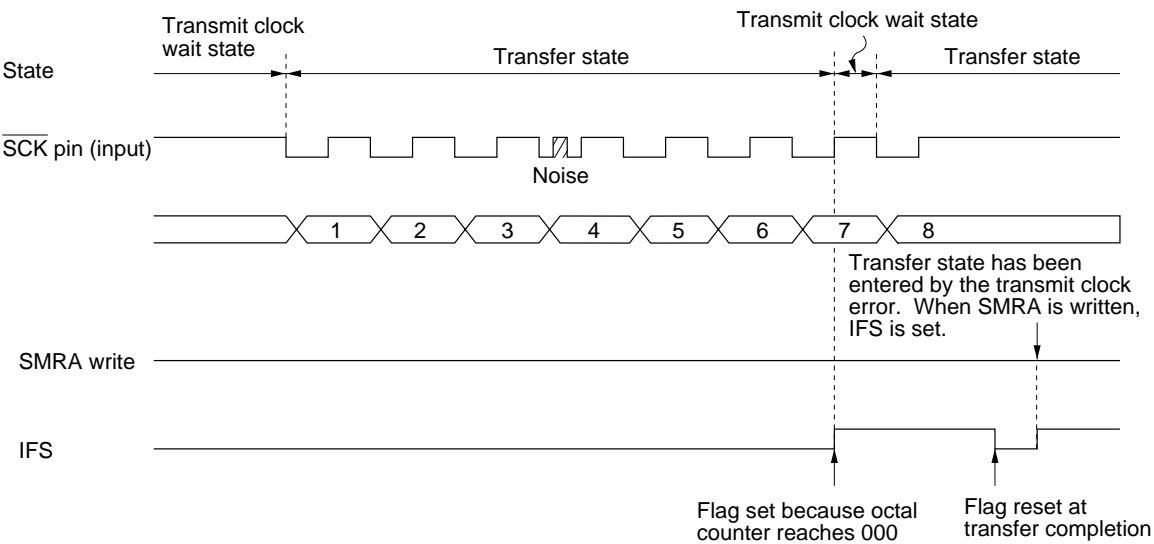 Transmit clock
wait state
Transmit clock wait state
State
Transfer state
Transfer state
SCK pin (input)
Noise
1 2 3 4 5 6 7 8
Transfer state has been
entered by the transmit clock
error. When SMRA is written,
IFS is set.
SMRA write
IFS
Flag set because octal
counter reaches 000
Flag reset at
transfer completion